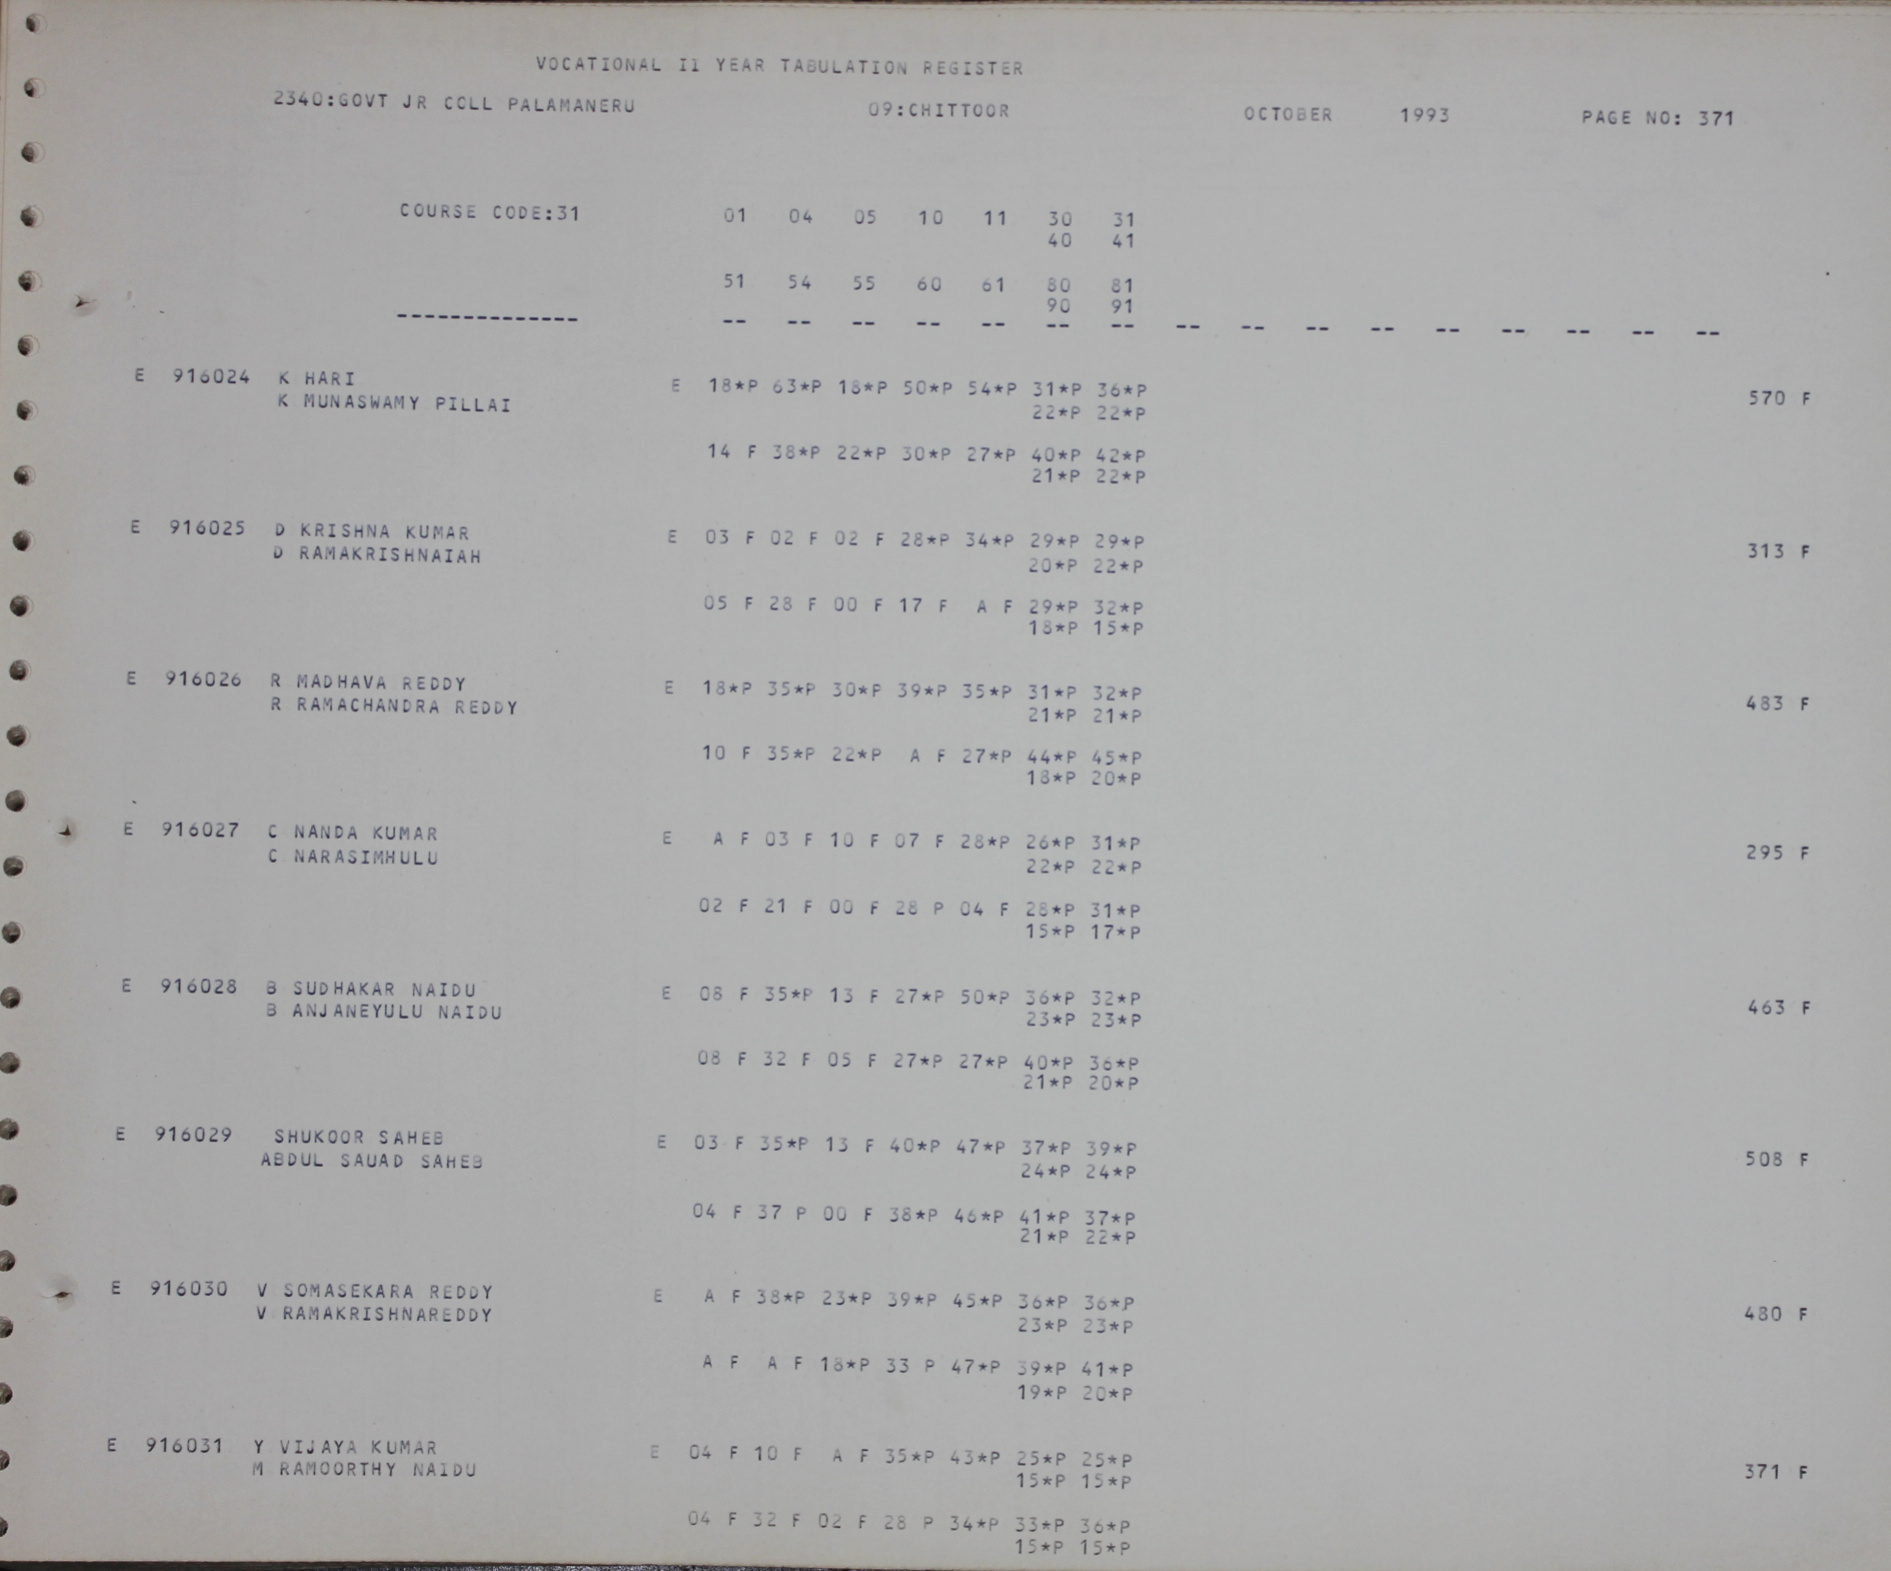 VOCATIONAL II YEAR TABULATION REGISTER
2340:GOVT JR COLL PALAMANERU 09:CHITTOOR OCTOBER 1993 PAGE NO: 371
COURSE CODE:31 01 04 05 10 11 30 31
40 41
51 54 55 60 61 80 81
90 91
-------------- -- -- -- -- -- -- -- -- -- -- -- -- -- -- -- --
E 916024 K HARI E 18*P 63*P 18*P 50*P 54*P 31*P 36*P
K MUNASWAMY PILLAI 22*P 22*P 570 F
14 F 38*P 22*P 30*P 27*P 40*P 42*P
21*P 22*P
E 916025 D KRISHNA KUMAR E 03 F 02 F 02 F 28*P 34*P 29*P 29*P
D RAMAKRISHNAIAH 20*P 22*P 313 F
05 F 28 F 00 F 17 F A F 29*P 32*P
18*P 15*P
E 916026 R MADHAVA REDDY E 18*P 35*P 30*P 39*P 35*P 31*P 32*P
R RAMACHANDRA REDDY 21*P 21*P 483 F
10 F 35*P 22*P A F 27*P 44*P 45*P
18*P 20*P
E 916027 C NANDA KUMAR E A F 03 F 10 F 07 F 28*P 26*P 31*P
C NARASIMHULU 22*P 22*P 295 F
02 F 21 F 00 F 28 P 04 F 28*P 31*P
15*P 17*P
E 916028 B SUDHAKAR NAIDU E 08 F 35*P 13 F 27*P 50*P 36*P 32*P
B ANJANEYULU NAIDU 23*P 23*P 463 F
08 F 32 F 05 F 27*P 27*P 40*P 36*P
21*P 20*P
E 916029 SHUKOOR SAHEB E 03 F 35*P 13 F 40*P 47*P 37*P 39*P
ABDUL SAUAD SAHEB 24*P 24*P 508 F
04 F 37 P 00 F 38*P 46*P 41*P 37*P
21*P 22*P
E 916030 V SOMASEKARA REDDY E A F 38*P 23*P 39*P 45*P 36*P 36*P
V RAMAKRISHNAREDDY 23*P 23*P 480 F
A F A F 18*P 33 P 47*P 39*P 41*P
19*P 20*P
E 916031 Y VIJAYA KUMAR E 04 F 10 F A F 35*P 43*P 25*P 25*P
M RAMOORTHY NAIDU 15*P 15*P 371 F
04 F 32 F 02 F 28 P 34*P 33*P 36*P
15*P 15*P